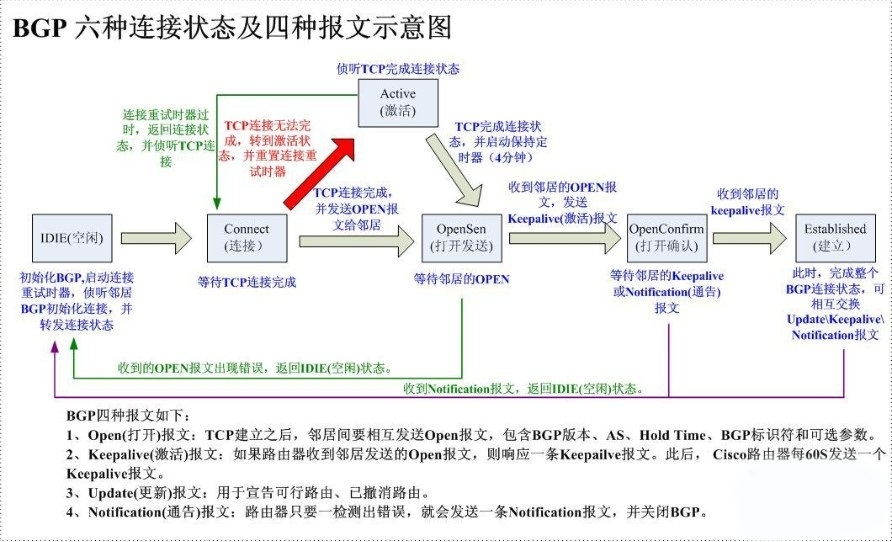 BGP 六种连接状态及四种报文示意图
侦听TCP完成连接状态
Active
(激活)
连接重试时器过
时，返回连接状
态，并侦听TCP连
接
TCP连接无法完
成，转到激活状
态，并重置连接重
试时器
TCP完成连接状
态，并启动保持定
时器（4分钟）
TCP连接完成，
并发送OPEN报
文给邻居
收到邻居的OPEN报
文，发送
Keepalive(激活)报文
收到邻居的
keepalive报文
IDIE(空闲)
Connect
(连接）
OpenSen
(打开发送)
OpenConfirm
(打开确认)
Established
(建立）
初始化BGP,启动连接
重试时器，侦听邻居
BGP初始化连接，并
转发连接状态
等待TCP连接完成
等待邻居的OPEN
等待邻居的Keepalive
或Notification(通告)
报文
此时，完成整个
BGP连接状态，可
相互交换
Update\Keepalive\
Notification报文
收到的OPEN报文出现错误，返回IDIE(空闲)状态。
收到Notification报文，返回IDIE(空闲)状态。
BGP四种报文如下：
1、Open(打开)报文：TCP建立之后，邻居间要相互发送Open报文，包含BGP版本、AS、Hold Time、BGP标识符和可选参数。
2、Keepalive(激活)报文：如果路由器收到邻居发送的Open报文，则响应一条Keepailve报文。此后， Cisco路由器每60S发送一个
Keepalive报文。
3、Update(更新)报文：用于宣告可行路由、已撤消路由。
4、Notification(通告)报文：路由器只要一检测出错误，就会发送一条Notification报文，并关闭BGP。